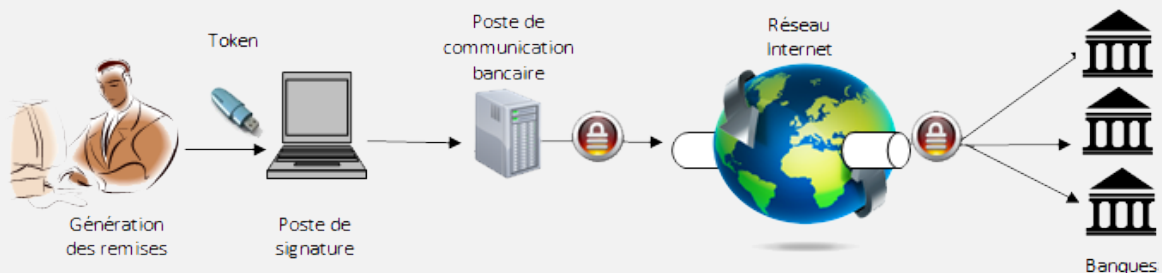 Token
Poste de
communication
bancaire
Réseau
Internet
Génération
des remises
Poste de
signature
Banques